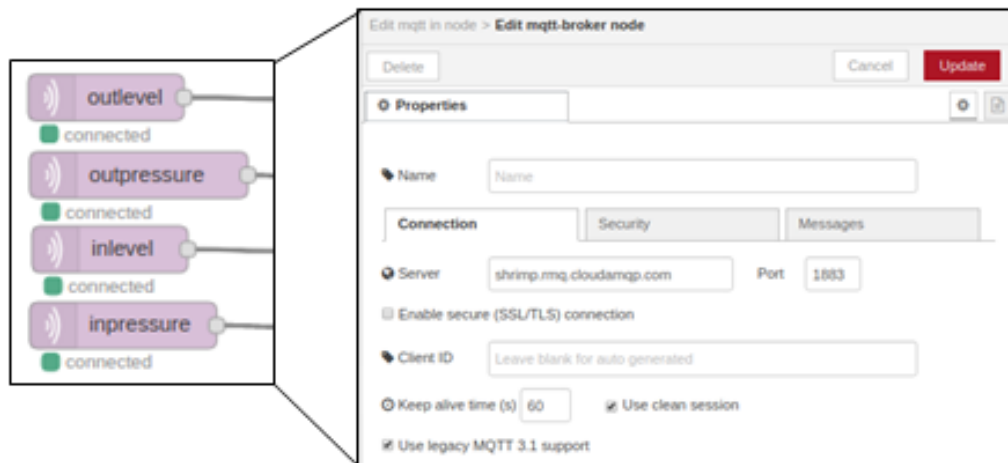 outlevel
connected
outpressure
connected
inlevel
connected
inpressure
connected
Edit mqtt in node > Edit mqtt-broker node
Delete
Cancel
Update
Properties
Name
Name
Connection
Security
Messages
Server
shrimp.rmq.cloudamqp.com
Port
1883
Enable secure (SSL/TLS) connection
Client ID
Leave blank for auto generated
Keep alive time (s)
60
Use clean session
Use legacy MQTT 3.1 support